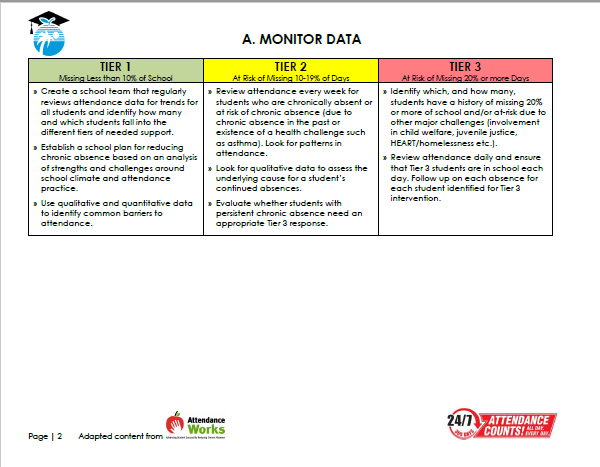 A. MONITOR DATA
TIER 1
Missing Less than 10% of School
» Create a school team that regularly
reviews attendance data for trends for
all students and identify how many
and which students fall into the
different tiers of needed support.
» Establish a school plan for reducing
chronic absence based on an analysis
of strengths and challenges around
school climate and attendance
practice.
» Use qualitative and quantitative data
to identify common barriers to
attendance.
TIER 2
At Risk of Missing 10-19% of Days
» Review attendance every week for
students who are chronically absent or
at risk of chronic absence (due to
chronic absence in the past or
existence of a health challenge such
as asthma). Look for patterns in
attendance.
» Look for qualitative data to assess the
underlying cause for a student's
continued absences.
» Evaluate whether students with
persistent chronic absence need an
appropriate Tier 3 response.
TIER 3
At Risk of Missing 20% or more Days
» Identify which, and how many,
students have a history of missing 20%
or more of school and/or at-risk due to
other major challenges (involvement
in child welfare, juvenile justice,
HEART/homelessness etc.).
» Review attendance daily and ensure
that Tier 3 students are in school each
day. Follow up on each absence for
each student identified for Tier 3
intervention.
Page | 2 Adapted content from
Attendance
Works
24/7
ATTENDANCE
COUNTS! ALL DAY,
EVERY DAY.